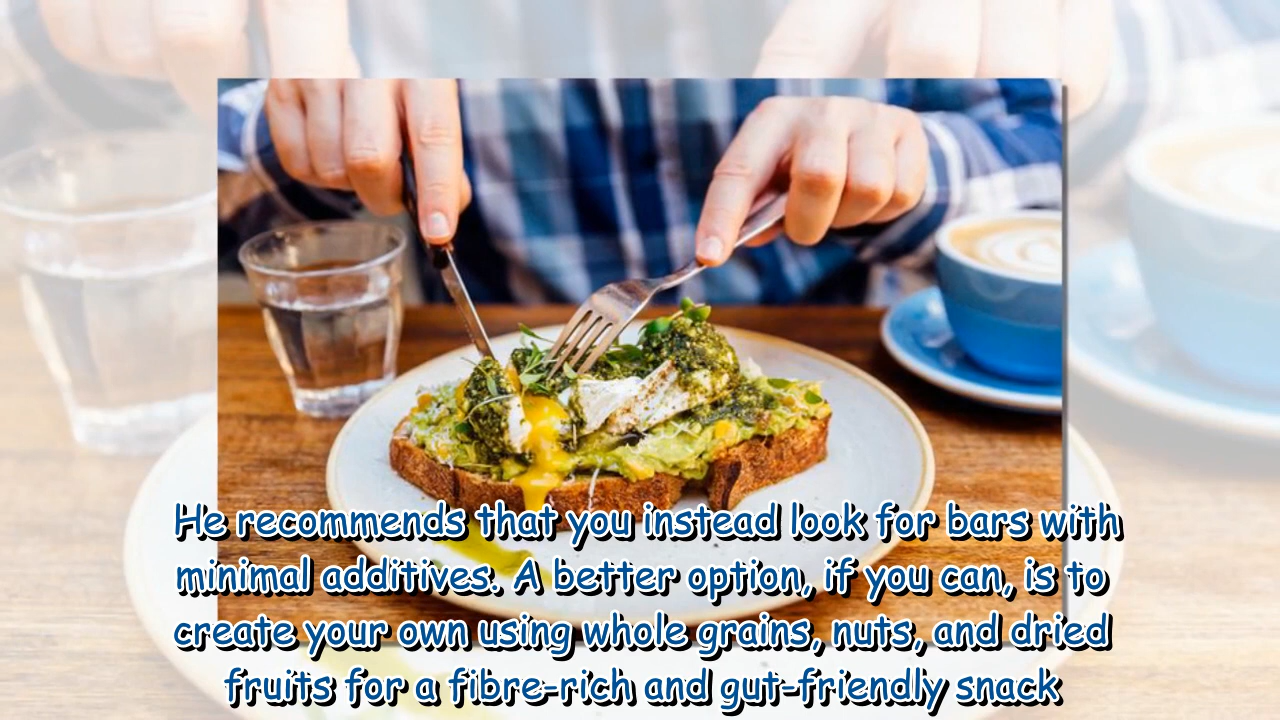 He recommends that you instead look for bars with
minimal additives. A better option, if you can, is to
create your own using whole grains, nuts, and dried
fruits for a fibre-rich and gut-friendly snack